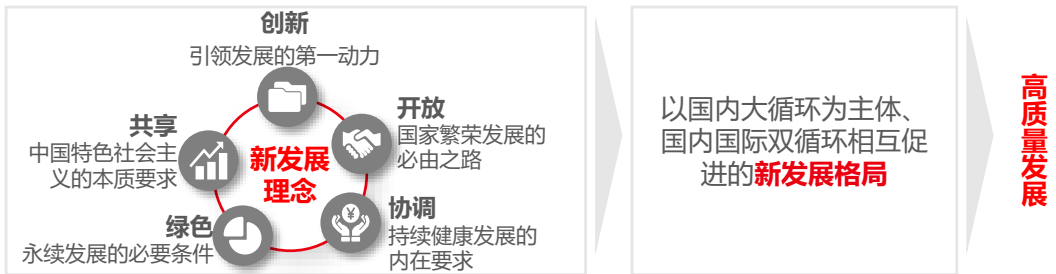 创新
引领发展的第一动力
开放
国家繁荣发展的
必由之路
共享
中国特色社会主
义的本质要求
新发展
理念
协调
持续健康发展的
内在要求
绿色
永续发展的必要条件
¥
以国内大循环为主体、
国内国际双循环相互促
进的新发展格局
高质量发展